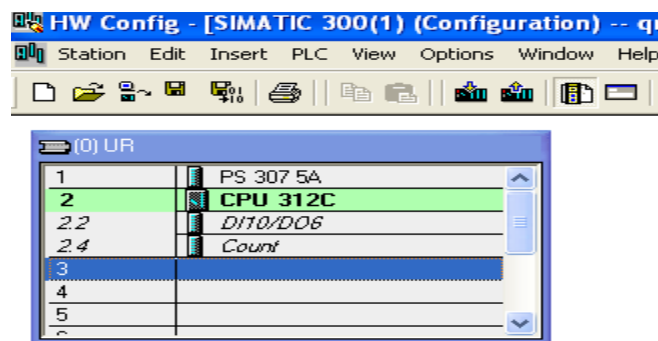 HW Config - [SIMATIC 300(1) (Configuration) -- q
Station Edit Insert PLC View Options Window Help
(0) UR
1 PS 307 5A
2 CPU 312C
2.2 DI10/DO6
2.4 Count
3
4
5